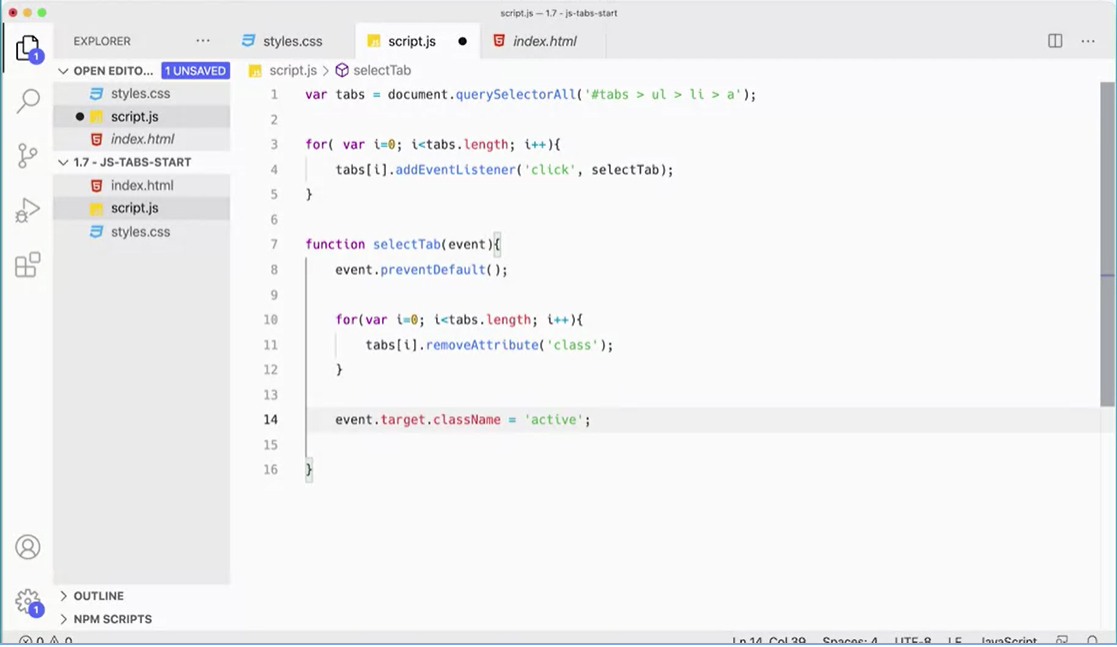 script.js — 1.7 - js-tabs-start
EXPLORER ···
styles.css
script.js ●
index.html
···
1
OPEN EDITO... 1 UNSAVED
script.js > selectTab
styles.css
● script.js
index.html
1.7 - JS-TABS-START
index.html
script.js
styles.css
1 var tabs = document.querySelectorAll('#tabs > ul > li > a');
2
3 for( var i=0; i<tabs.length; i++){
4 tabs[i].addEventListener('click', selectTab);
5 }
6
7 function selectTab(event){
8 event.preventDefault();
9
10 for(var i=0; i<tabs.length; i++){
11 tabs[i].removeAttribute('class');
12 }
13
14 event.target.className = 'active';
15
16 }
OUTLINE
1
NPM SCRIPTS
0 0 Ln 14, Col 39 Spaces: 4 UTF-8 LF JavaScript